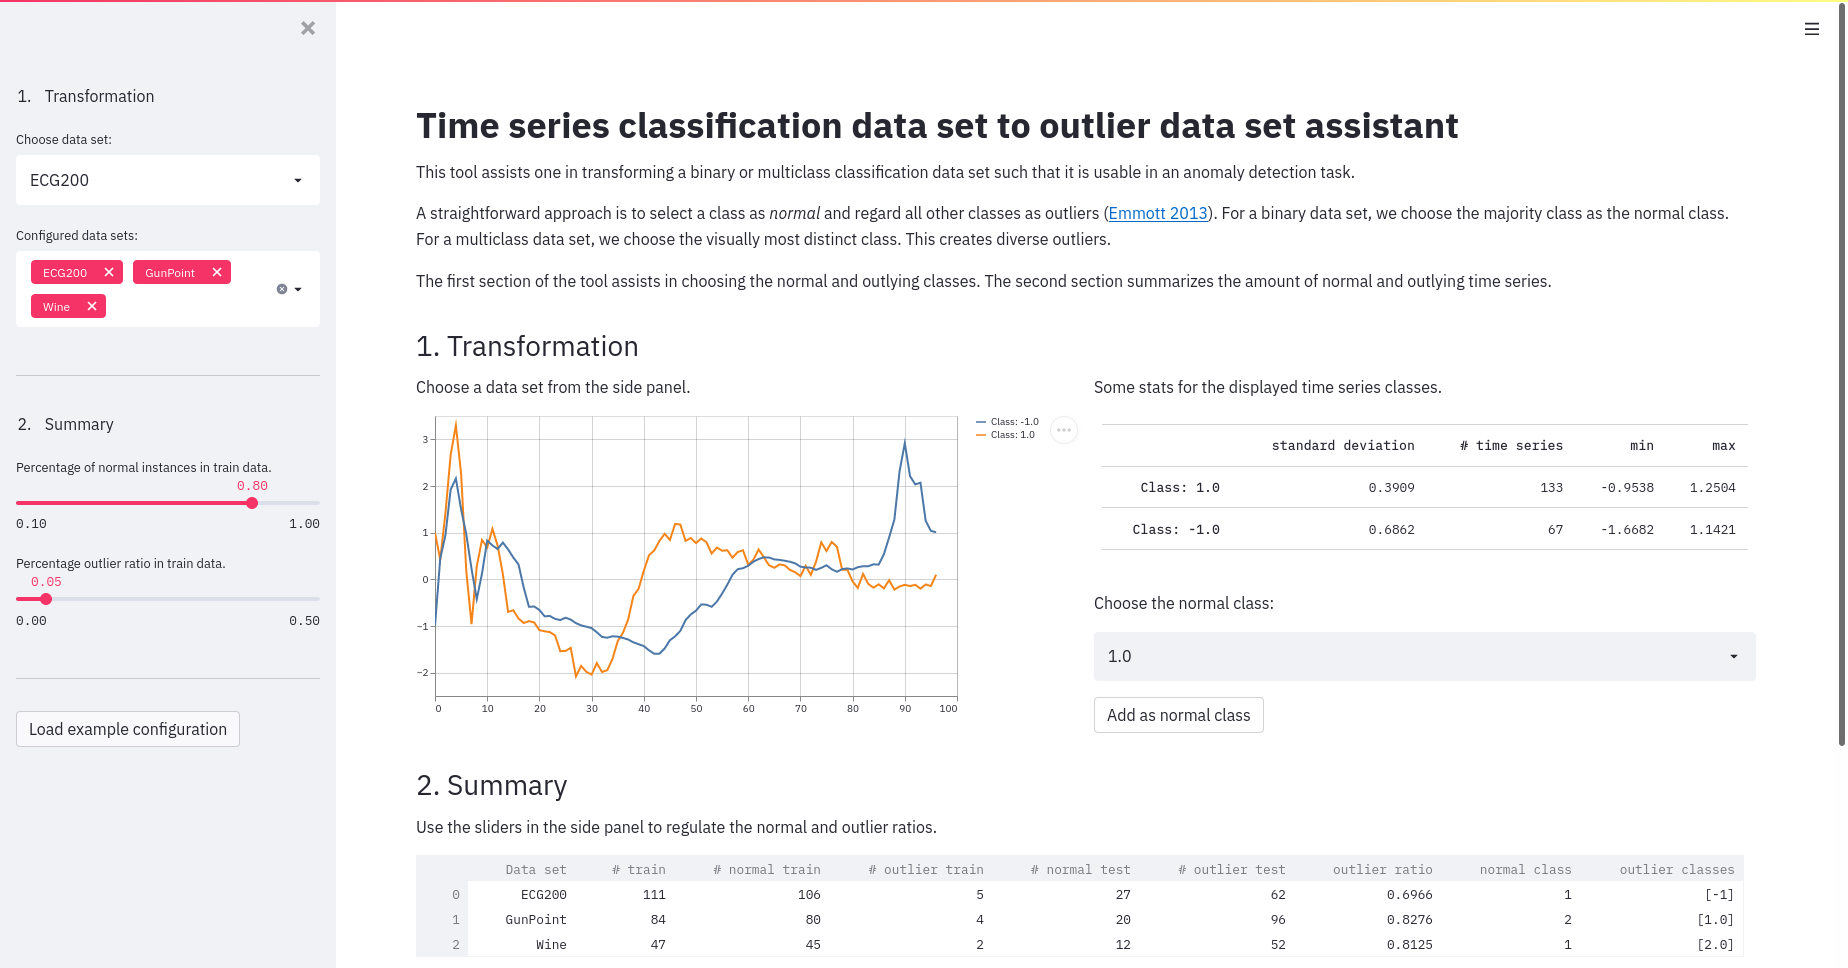 1. Transformation
Choose data set:
ECG200
Configured data sets:
ECG200 GunPoint
Wine
2. Summary
Percentage of normal instances in train data.
0.80
0.10 1.00
Percentage outlier ratio in train data.
0.05
0.00 0.50
Load example configuration
Time series classification data set to outlier data set assistant
This tool assists one in transforming a binary or multiclass classification data set such that it is usable in an anomaly detection task.
A straightforward approach is to select a class as normal and regard all other classes as outliers (Emmott 2013). For a binary data set, we choose the majority class as the normal class.
For a multiclass data set, we choose the visually most distinct class. This creates diverse outliers.
The first section of the tool assists in choosing the normal and outlying classes. The second section summarizes the amount of normal and outlying time series.
1. Transformation
Choose a data set from the side panel.
3
2
1
0
−1
−2
0 10 20 30 40 50 60 70 80 90 100
Class: -1.0
Class: 1.0
Some stats for the displayed time series classes.
standard deviation # time series min max
Class: 1.0 0.3909 133 -0.9538 1.2504
Class: -1.0 0.6862 67 -1.6682 1.1421
Choose the normal class:
1.0
Add as normal class
2. Summary
Use the sliders in the side panel to regulate the normal and outlier ratios.
Data set # train # normal train # outlier train # normal test # outlier test outlier ratio normal class outlier classes
0 ECG200 111 106 5 27 62 0.6966 1 [-1]
1 GunPoint 84 80 4 20 96 0.8276 2 [1.0]
2 Wine 47 45 2 12 52 0.8125 1 [2.0]